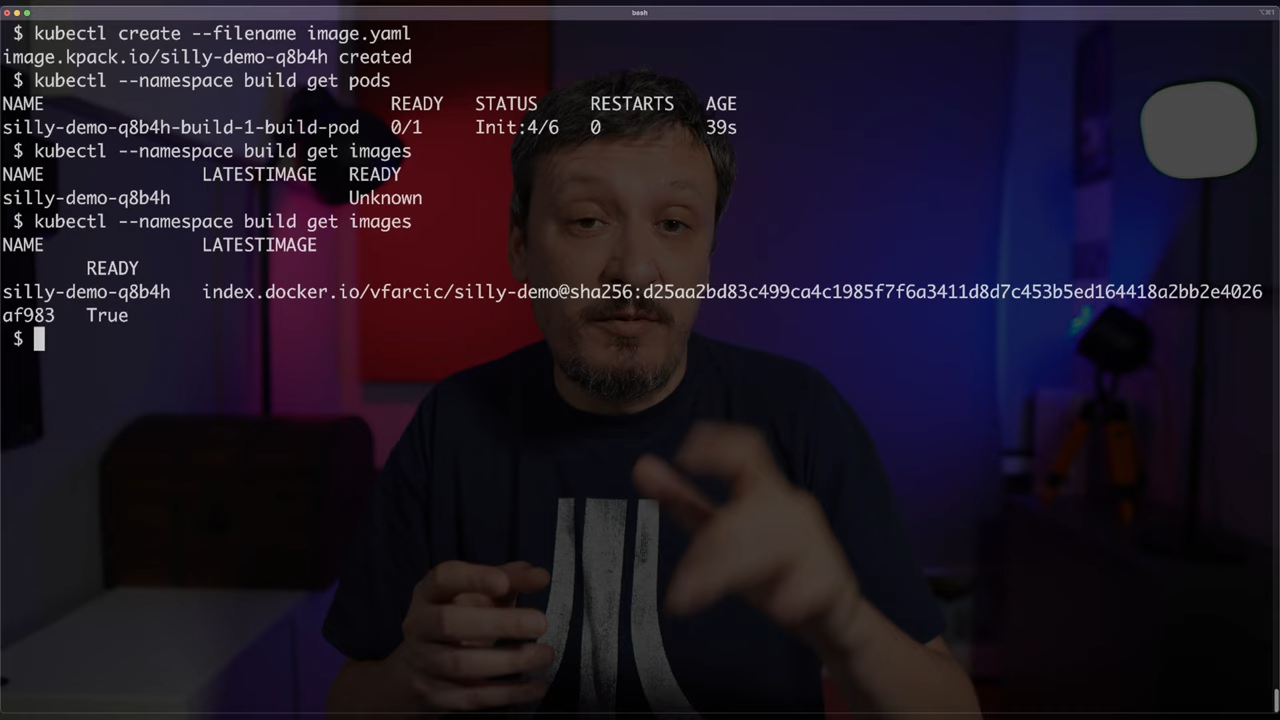 bash
$ kubectl create --filename image.yaml
image.kpack.io/silly-demo-q8b4h created
$ kubectl --namespace build get pods
NAME READY STATUS RESTARTS AGE
silly-demo-q8b4h-build-1-build-pod 0/1 Init:4/6 0 39s
$ kubectl --namespace build get images
NAME LATESTIMAGE READY
silly-demo-q8b4h Unknown
$ kubectl --namespace build get images
NAME LATESTIMAGE
READY
silly-demo-q8b4h index.docker.io/vfarcic/silly-demo@sha256:d25aa2bd83c499ca4c1985f7f6a3411d8d7c453b5ed164418a2bb2e4026
af983 True
$